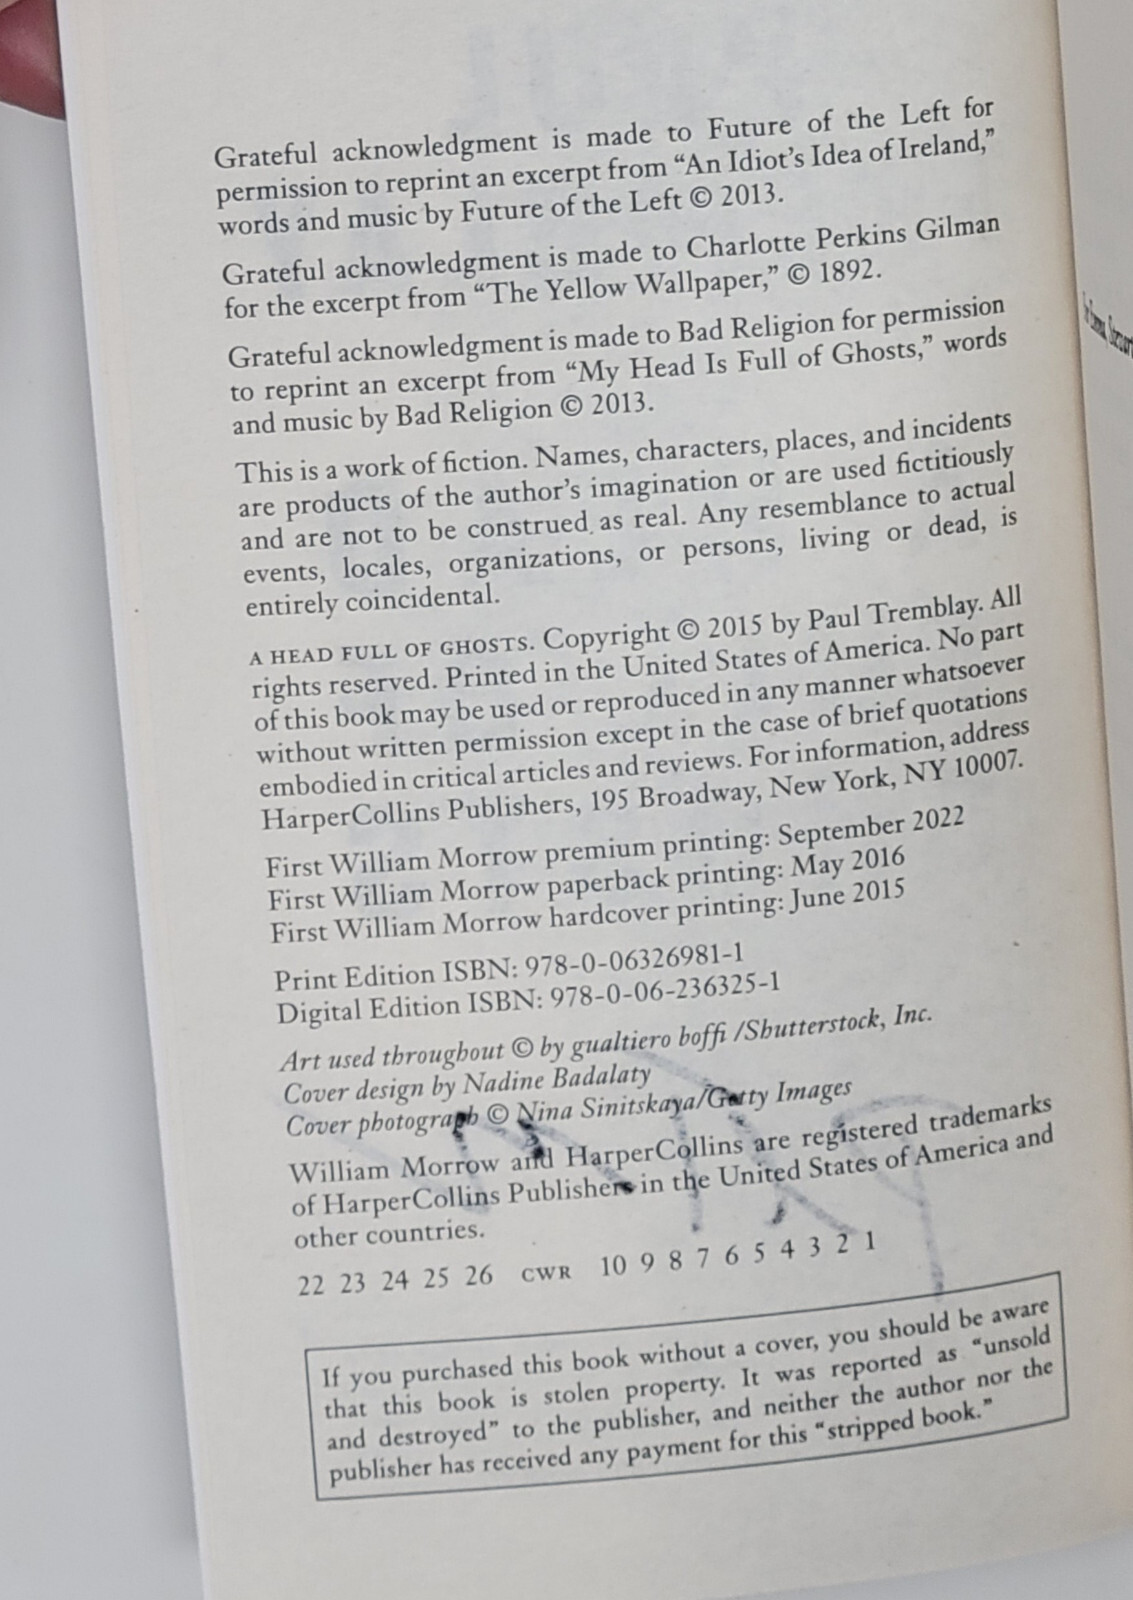 Grateful acknowledgment is made to Future of the Left for
permission to reprint an excerpt from “An Idiot’s Idea of Ireland,”
words and music by Future of the Left © 2013.
Grateful acknowledgment is made to Charlotte Perkins Gilman
for the excerpt from “The Yellow Wallpaper,” © 1892.
Grateful acknowledgment is made to Bad Religion for permission
to reprint an excerpt from “My Head Is Full of Ghosts,” words
and music by Bad Religion © 2013.
This is a work of fiction. Names, characters, places, and incidents
are products of the author’s imagination or are used fictitiously
and are not to be construed as real. Any resemblance to actual
events, locales, organizations, or persons, living or dead, is
entirely coincidental.
A HEAD FULL OF GHOSTS. Copyright © 2015 by Paul Tremblay. All
rights reserved. Printed in the United States of America. No part
of this book may be used or reproduced in any manner whatsoever
without written permission except in the case of brief quotations
embodied in critical articles and reviews. For information, address
HarperCollins Publishers, 195 Broadway, New York, NY 10007.
First William Morrow premium printing: September 2022
First William Morrow paperback printing: May 2016
First William Morrow hardcover printing: June 2015
Print Edition ISBN: 978-0-06326981-1
Digital Edition ISBN: 978-0-06-236325-1
Art used throughout © by gualtiero boffi /Shutterstock, Inc.
Cover design by Nadine Badalaty
Cover photograph © Nina Sinitskaya/Getty Images
William Morrow and HarperCollins are registered trademarks
of HarperCollins Publishers in the United States of America and
other countries.
22 23 24 25 26 CWR 10 9 8 7 6 5 4 3 2 1
If you purchased this book without a cover, you should be aware
that this book is stolen property. It was reported as “unsold
and destroyed” to the publisher, and neither the author nor the
publisher has received any payment for this “stripped book.”